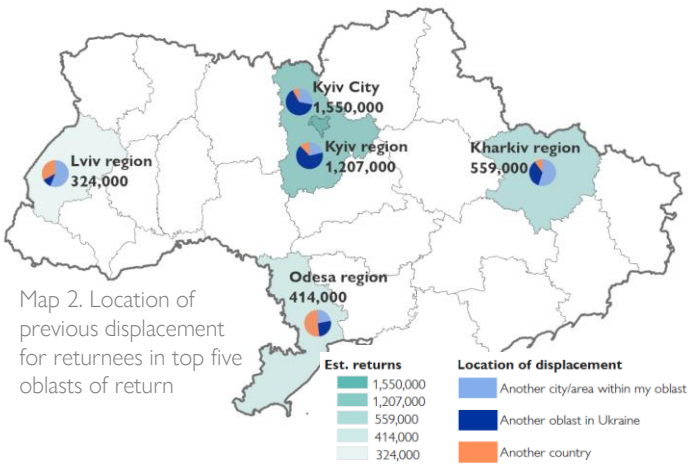 Kyiv City
1,550,000
Kyiv region
1,207,000
Kharkiv region
559,000
Lviv region
324,000
Odesa region
414,000
Map 2. Location of
previous displacement
for returnees in top five
oblasts of return
Est. returns
1,550,000
1,207,000
559,000
414,000
324,000
Location of displacement
Another city/area within my oblast
Another oblast in Ukraine
Another country